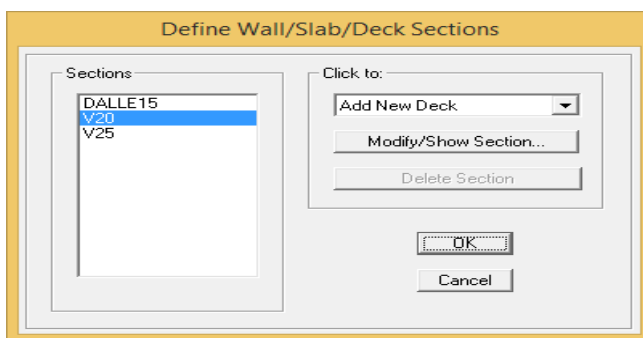 Define Wall/Slab/Deck Sections
Sections
DALLE15
V20
V25
Click to:
Add New Deck
Modify/Show Section...
Delete Section
OK
Cancel